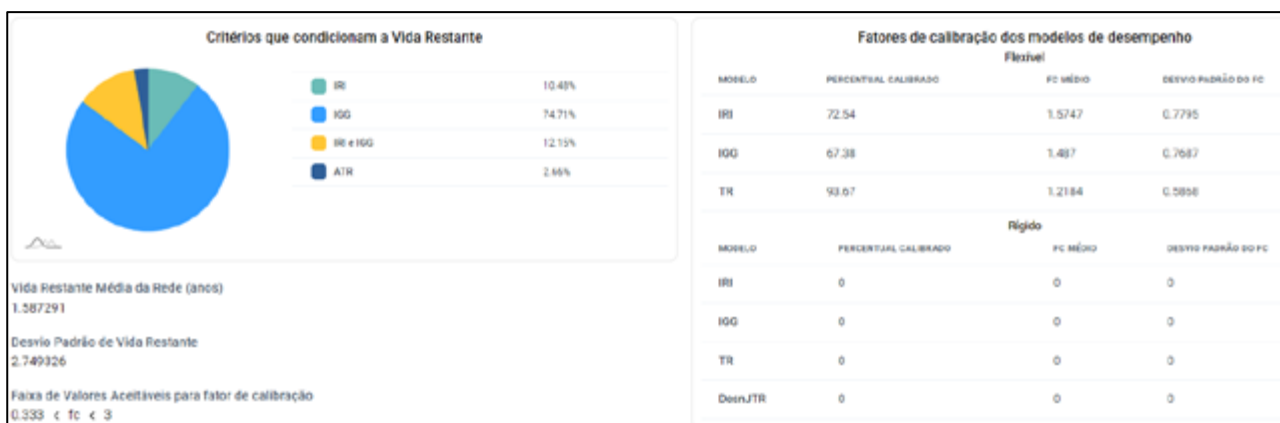 Critérios que condicionam a Vida Restante
IRI 10.48%
IGG 74.71%
IRI e IGG 12.15%
ATR 2.66%
Vida Restante Média da Rede (anos)
1.587291
Desvio Padrão de Vida Restante
2.749326
Faixa de Valores Aceitáveis para fator de calibração
0.333 < fc < 3
Fatores de calibração dos modelos de desempenho
Flexível
MODELO PERCENTUAL CALIBRADO FC MÉDIO DESVIO PADRÃO DO FC
IRI 72.54 1.5747 0.7795
IGG 67.38 1.487 0.7687
TR 93.67 1.2184 0.5868
Rígido
MODELO PERCENTUAL CALIBRADO FC MÉDIO DESVIO PADRÃO DO FC
IRI 0 0 0
IGG 0 0 0
TR 0 0 0
DesnJTR 0 0 0